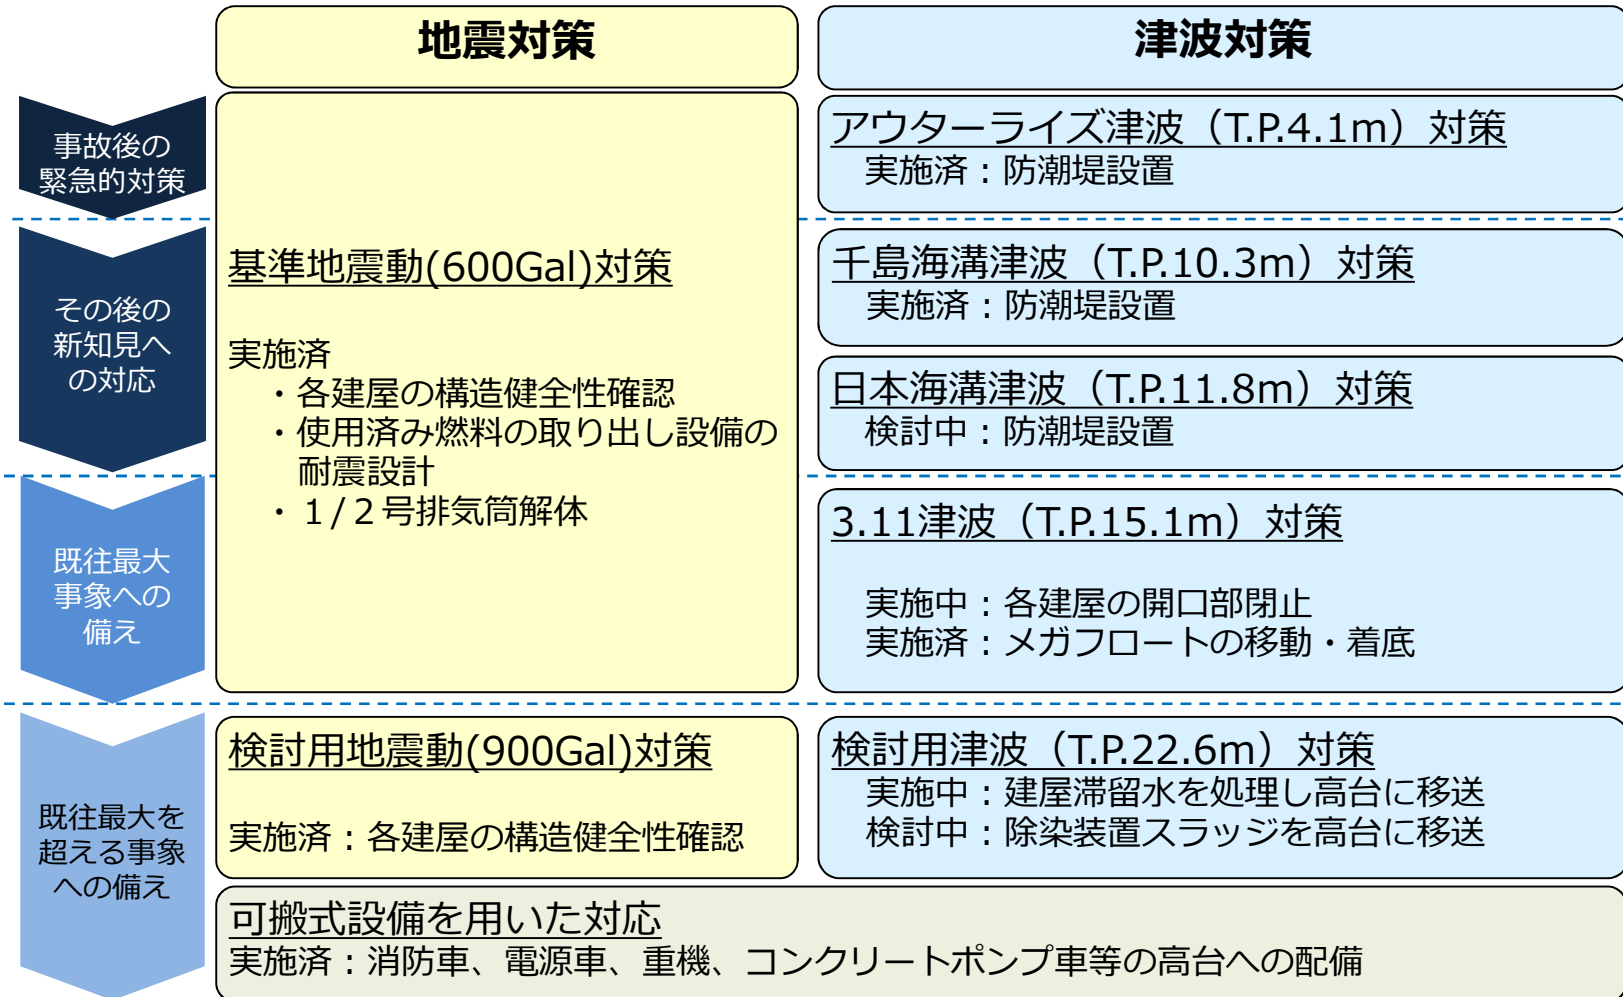 地震対策
津波対策
事故後の
緊急的対策
アウターライズ津波（T.P.4.1m）対策
実施済：防潮堤設置
その後の
新知見へ
の対応
基準地震動(600Gal)対策
実施済
・各建屋の構造健全性確認
・使用済み燃料の取り出し設備の
耐震設計
・１/２号排気筒解体
千島海溝津波（T.P.10.3m）対策
実施済：防潮堤設置
日本海溝津波（T.P.11.8m）対策
検討中：防潮堤設置
既往最大
事象への
備え
3.11津波（T.P.15.1m）対策
実施中：各建屋の開口部閉止
実施済：メガフロートの移動・着底
既往最大を
超える事象
への備え
検討用地震動(900Gal)対策
実施済：各建屋の構造健全性確認
検討用津波（T.P.22.6m）対策
実施中：建屋滞留水を処理し高台に移送
検討中：除染装置スラッジを高台に移送
可搬式設備を用いた対応
実施済：消防車、電源車、重機、コンクリートポンプ車等の高台への配備